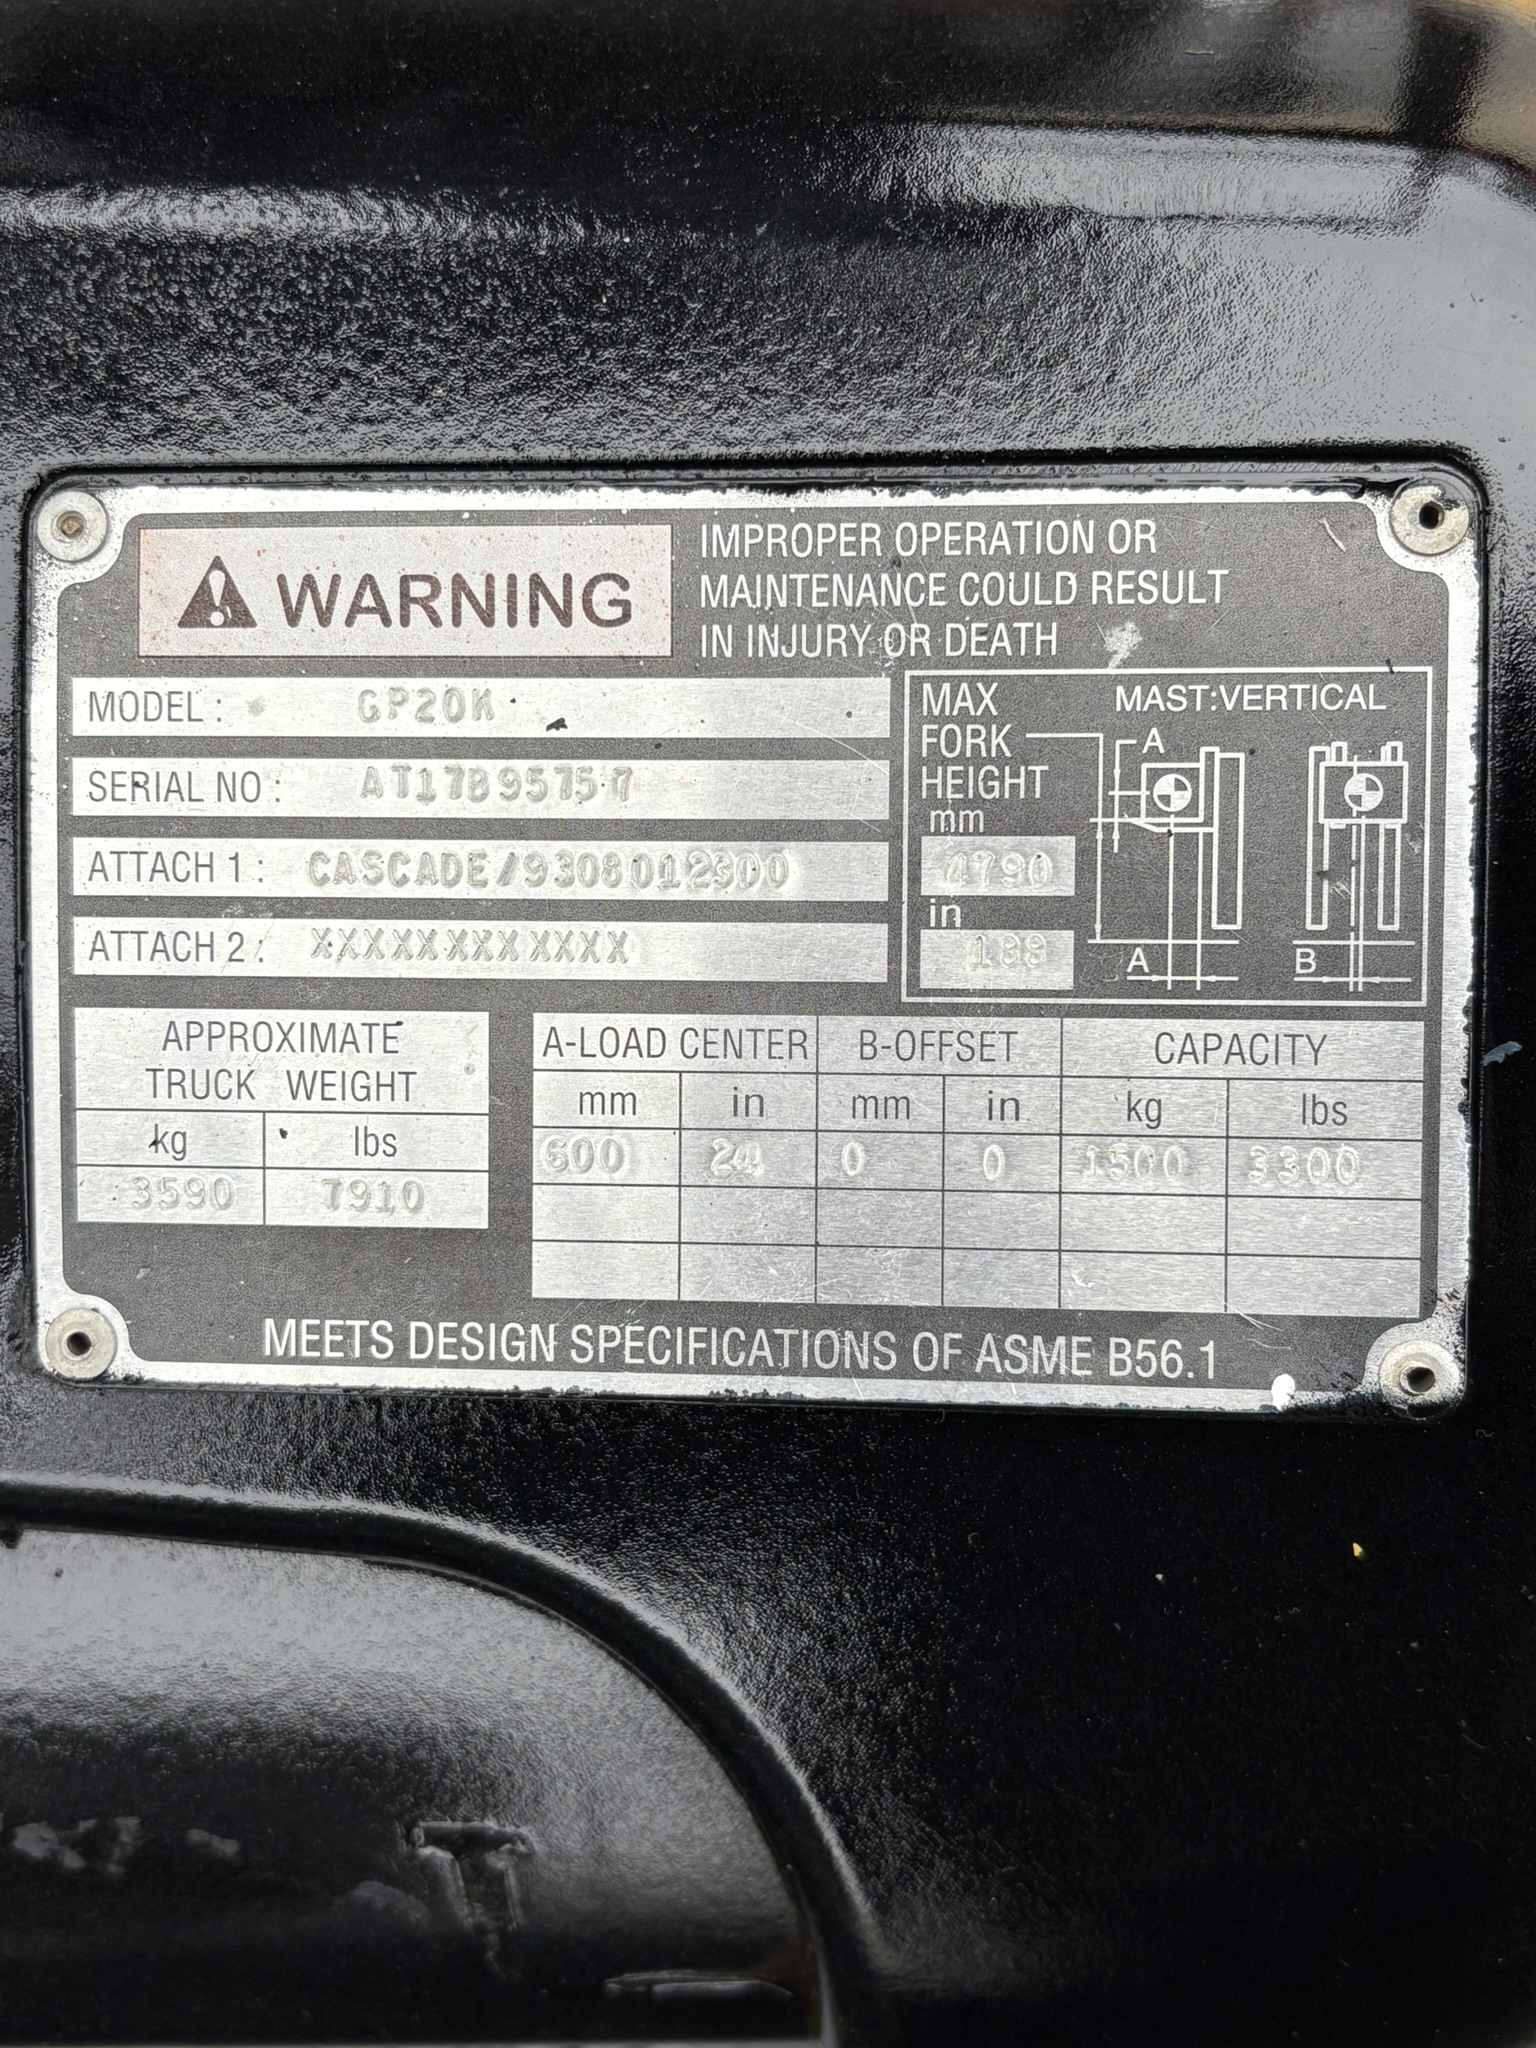 WARNING
IMPROPER OPERATION OR
MAINTENANCE COULD RESULT
IN INJURY OR DEATH
MODEL : GP20K
SERIAL NO : AT17B95757
ATTACH 1 : CASCADE/9308012300
ATTACH 2 : XXXXXXXXXXXX
MAX
FORK
HEIGHT
mm
4790
in
188
MAST:VERTICAL
A
A
B
APPROXIMATE
TRUCK WEIGHT
kg lbs
3590 7910
A-LOAD CENTER B-OFFSET CAPACITY
mm in mm in kg lbs
600 24 0 0 1500 3300
MEETS DESIGN SPECIFICATIONS OF ASME B56.1